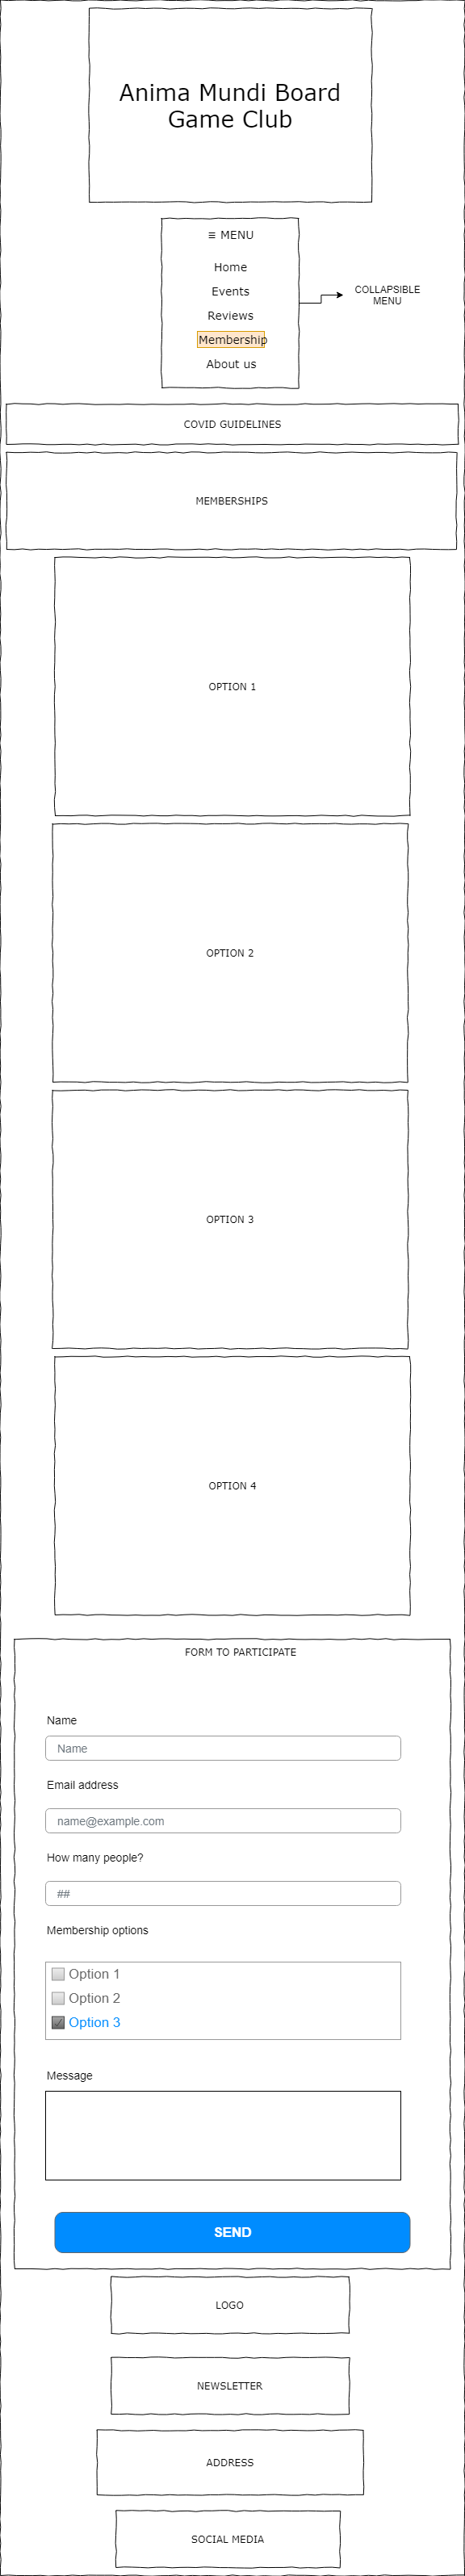 Anima Mundi Board
Game Club
≡ MENU
Home
Events
Reviews
Membership
About us
COLLAPSIBLE
MENU
COVID GUIDELINES
MEMBERSHIPS
OPTION 1
OPTION 2
OPTION 3
OPTION 4
FORM TO PARTICIPATE
Name
Name
Email address
name@example.com
How many people?
##
Membership options
Option 1
Option 2
Option 3
Message
SEND
LOGO
NEWSLETTER
ADDRESS
SOCIAL MEDIA